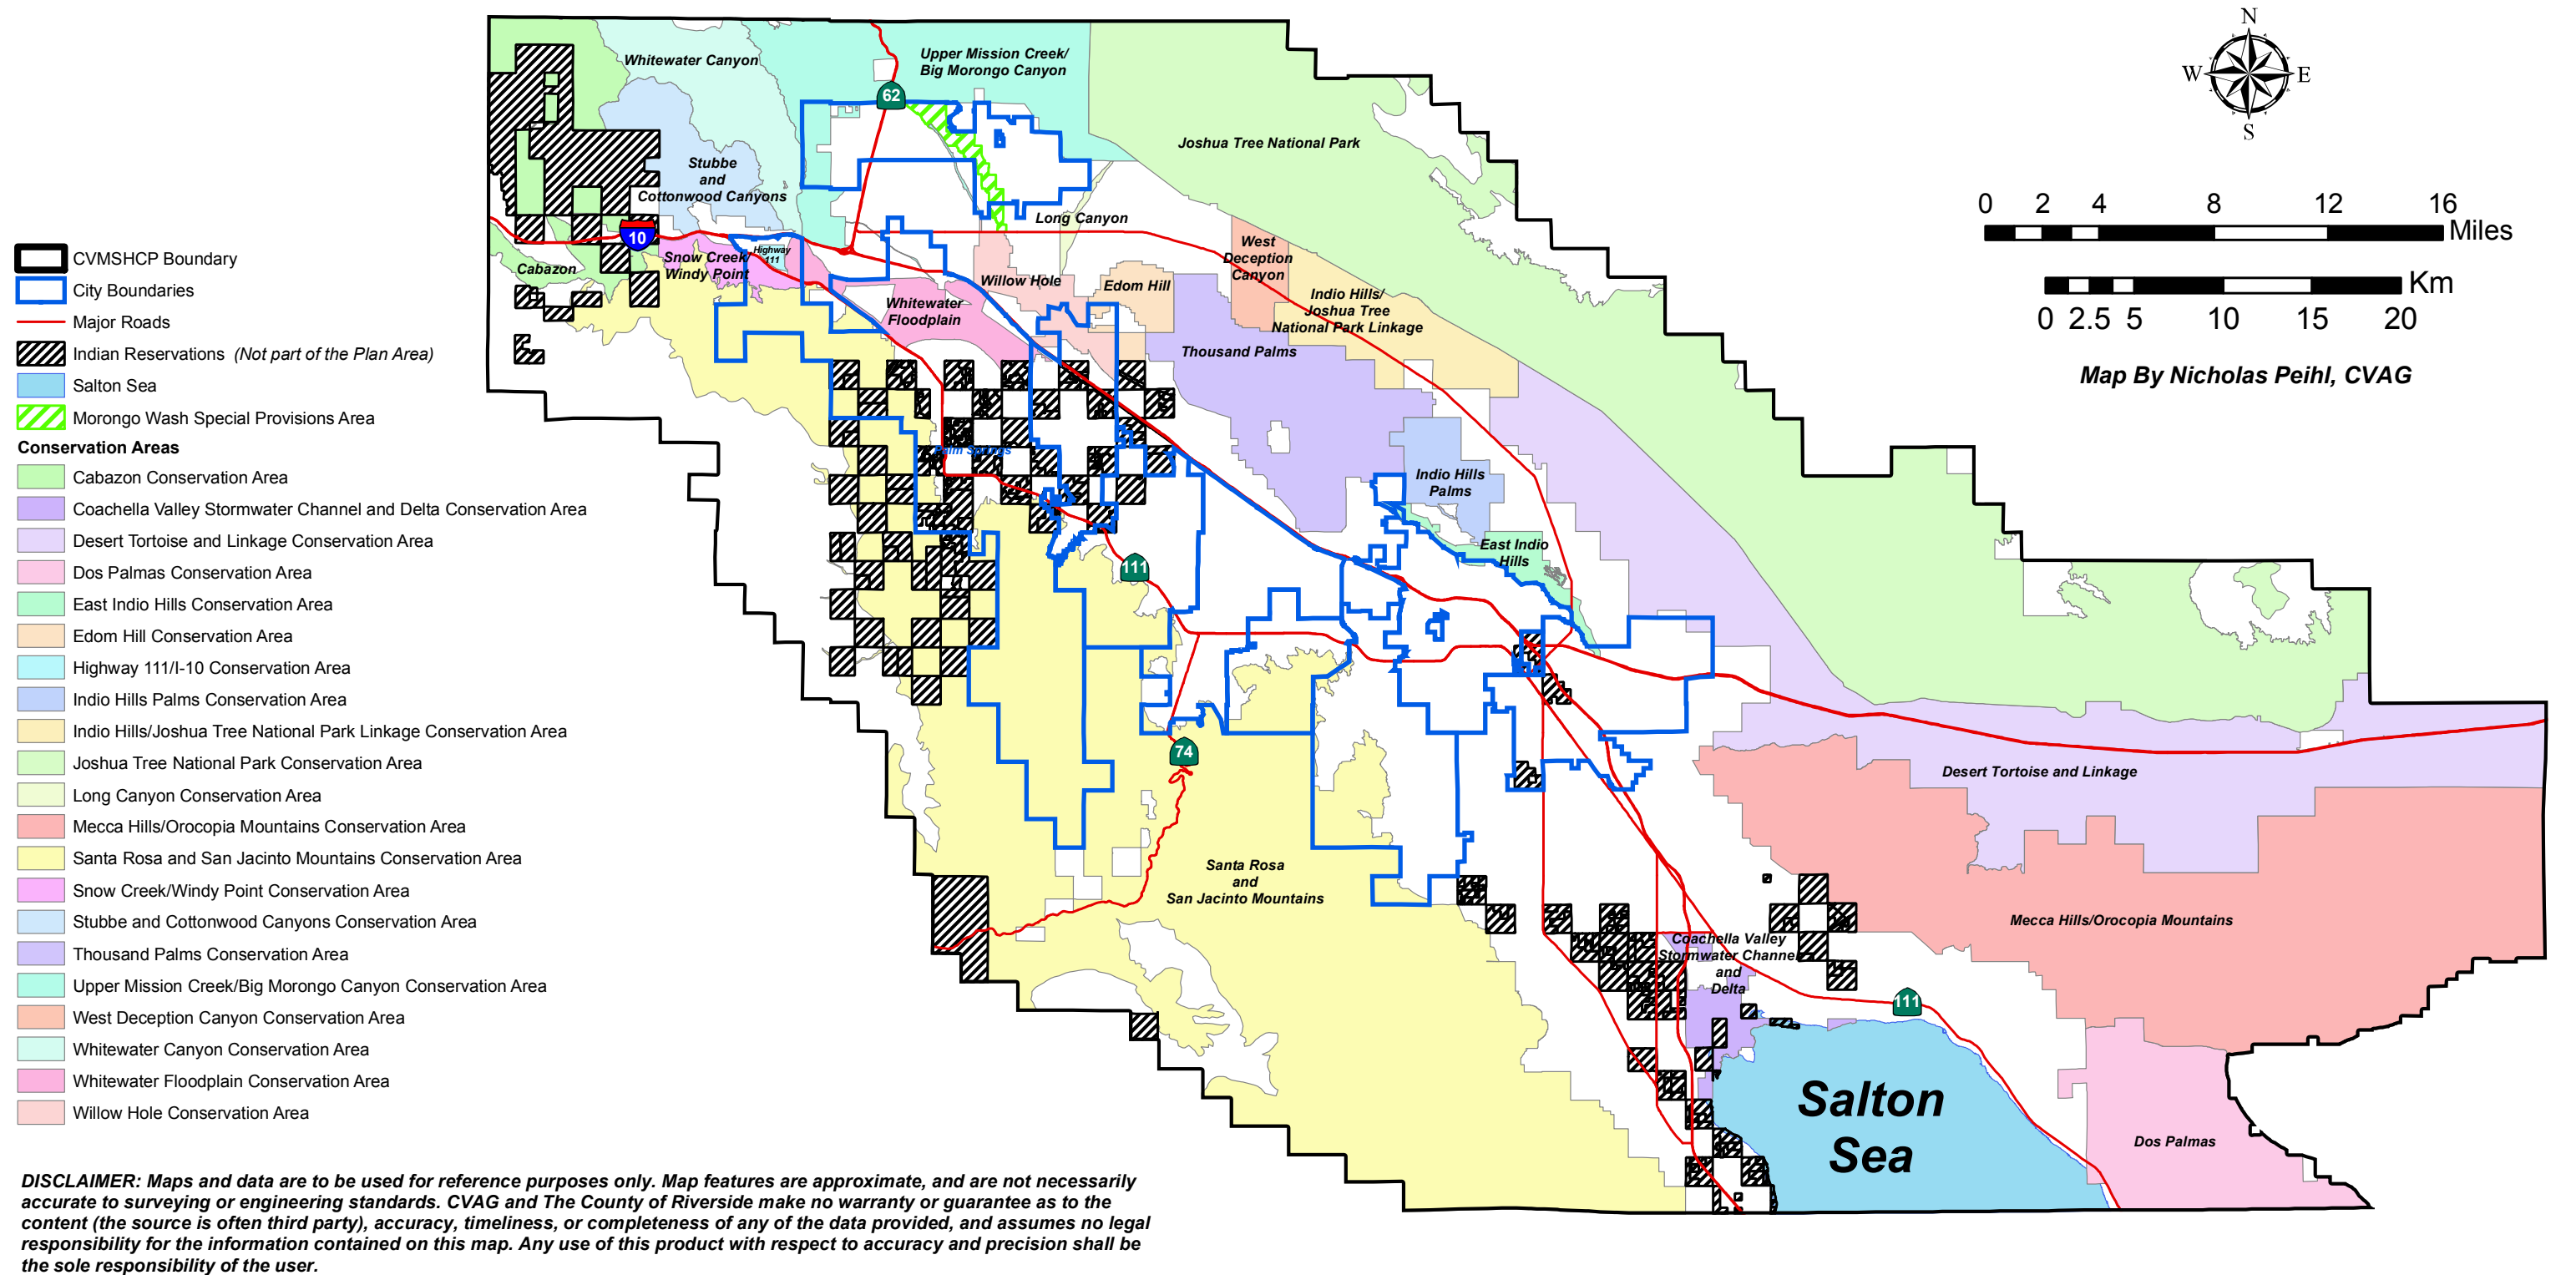 N
W
E
S
0 2 4 8 12 16
Miles
Km
0 2.5 5 10 15 20
Map By Nicholas Peihl, CVAG
Whitewater Canyon
Upper Mission Creek/
Big Morongo Canyon
62
Joshua Tree National Park
Stubbe
and
Cottonwood Canyons
Long Canyon
10
Highway
111
Snow Creek/
Windy Point
Cabazon
West
Deception
Canyon
Willow Hole
Edom Hill
Whitewater
Floodplain
Indio Hills/
Joshua Tree
National Park Linkage
Thousand Palms
Palm Springs
Indio Hills
Palms
East Indio
Hills
111
74
Desert Tortoise and Linkage
Santa Rosa
and
San Jacinto Mountains
Mecca Hills/Orocopia Mountains
Coachella Valley
Stormwater Channel
and
Delta
111
Salton
Sea
Dos Palmas
CVMSHCP Boundary
City Boundaries
Major Roads
Indian Reservations (Not part of the Plan Area)
Salton Sea
Morongo Wash Special Provisions Area
Conservation Areas
Cabazon Conservation Area
Coachella Valley Stormwater Channel and Delta Conservation Area
Desert Tortoise and Linkage Conservation Area
Dos Palmas Conservation Area
East Indio Hills Conservation Area
Edom Hill Conservation Area
Highway 111/I-10 Conservation Area
Indio Hills Palms Conservation Area
Indio Hills/Joshua Tree National Park Linkage Conservation Area
Joshua Tree National Park Conservation Area
Long Canyon Conservation Area
Mecca Hills/Orocopia Mountains Conservation Area
Santa Rosa and San Jacinto Mountains Conservation Area
Snow Creek/Windy Point Conservation Area
Stubbe and Cottonwood Canyons Conservation Area
Thousand Palms Conservation Area
Upper Mission Creek/Big Morongo Canyon Conservation Area
West Deception Canyon Conservation Area
Whitewater Canyon Conservation Area
Whitewater Floodplain Conservation Area
Willow Hole Conservation Area
DISCLAIMER: Maps and data are to be used for reference purposes only. Map features are approximate, and are not necessarily
accurate to surveying or engineering standards. CVAG and The County of Riverside make no warranty or guarantee as to the
content (the source is often third party), accuracy, timeliness, or completeness of any of the data provided, and assumes no legal
responsibility for the information contained on this map. Any use of this product with respect to accuracy and precision shall be
the sole responsibility of the user.